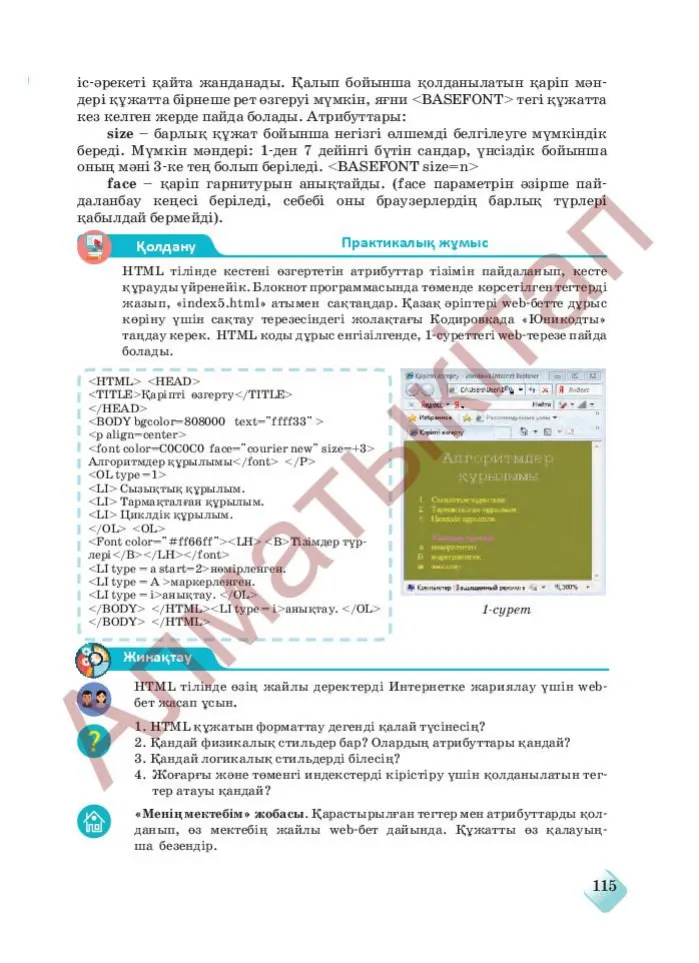 іс-әрекеті қайта жанданады. Қалып бойынша қолданылатын қаріп мән-
дері құжатта бірнеше рет өзгеруі мүмкін, яғни <BASEFONT> тегі құжатта
кез келген жерде пайда болады. Атрибуттары:
size – барлық құжат бойынша негізгі өлшемді белгілеуге мүмкіндік
береді. Мүмкін мәндері: 1-ден 7 дейінгі бүтін сандар, үнсіздік бойынша
оның мәні 3-ке тең болып беріледі. <BASEFONT size=n>
face – қаріп гарнитурын анықтайды. (face параметрін әзірше пай-
даланбау кеңесі беріледі, себебі оны браузерлердің барлық түрлері
қабылдай бермейді).
Қолдану
Практикалық жұмыс
HTML тілінде кестені өзгертетін атрибуттар тізімін пайдаланып, кесте
құрауды үйренейік. Блокнот программасында төменде көрсетілген тегтерді
жазып, «index5.html» атымен сақтаңдар. Қазақ әріптері web-бетте дұрыс
көріну үшін сақтау терезесіндегі жолақтағы Кодировкада «Юникодты»
таңдау керек. HTML коды дұрыс енгізілгенде, 1-суреттегі web-терезе пайда
болады.
<HTML> <HEAD>
<TITLE>Қаріпті өзгерту</TITLE>
</HEAD>
<BODY bgcolor=808000 text="ffff33" >
<p align=center>
<font color=C0C0C0 face="courier new" size=+3>
Алгоритмдер құрылымы</font> </P>
<OL type =1>
<LI> Сызықтық құрылым.
<LI> Тармақталған құрылым.
<LI> Циклдік құрылым.
</OL> <OL>
<Font color="#ff66ff"><LH> <B>Тізімдер түр-
лері</B></LH></font>
<LI type = a start=2>нөмірленген.
<LI type = A >маркерленген.
<LI type = i>анықтау. </OL>
</BODY> </HTML><LI type = i>анықтау. </OL>
</BODY> </HTML>
Алгоритмдер
құрылымы
1-сурет
Жинақтау
HTML тілінде өзің жайлы деректерді Интернетке жариялау үшін web-
бет жасап ұсын.
1. HTML құжатын форматтау дегенді қалай түсінесің?
2. Қандай физикалық стильдер бар? Олардың атрибуттары қандай?
3. Қандай логикалық стильдерді білесің?
4. Жоғарғы және төменгі индекстерді кірістіру үшін қолданылатын тег-
тер атауы қандай?
«Менің мектебім» жобасы. Қарастырылған тегтер мен атрибуттарды қол-
данып, өз мектебің жайлы web-бет дайында. Құжатты өз қалауың-
ша безендір.
115
Алматыкітап